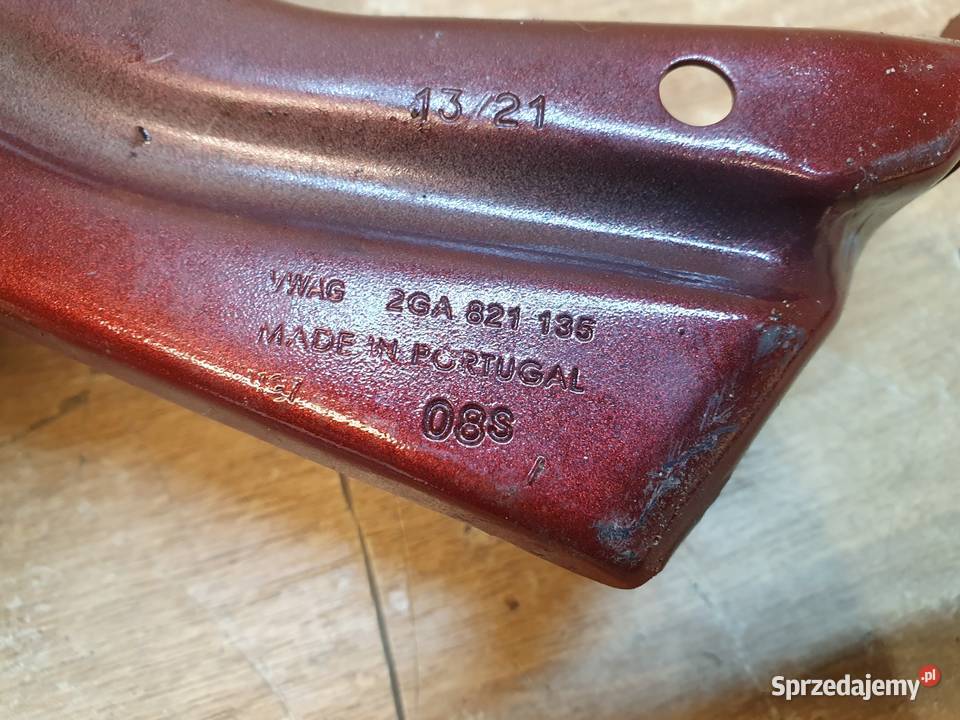 13/21
VWAG 2GA 821 135
MADE IN PORTUGAL
08S
Sprzedajemy.pl